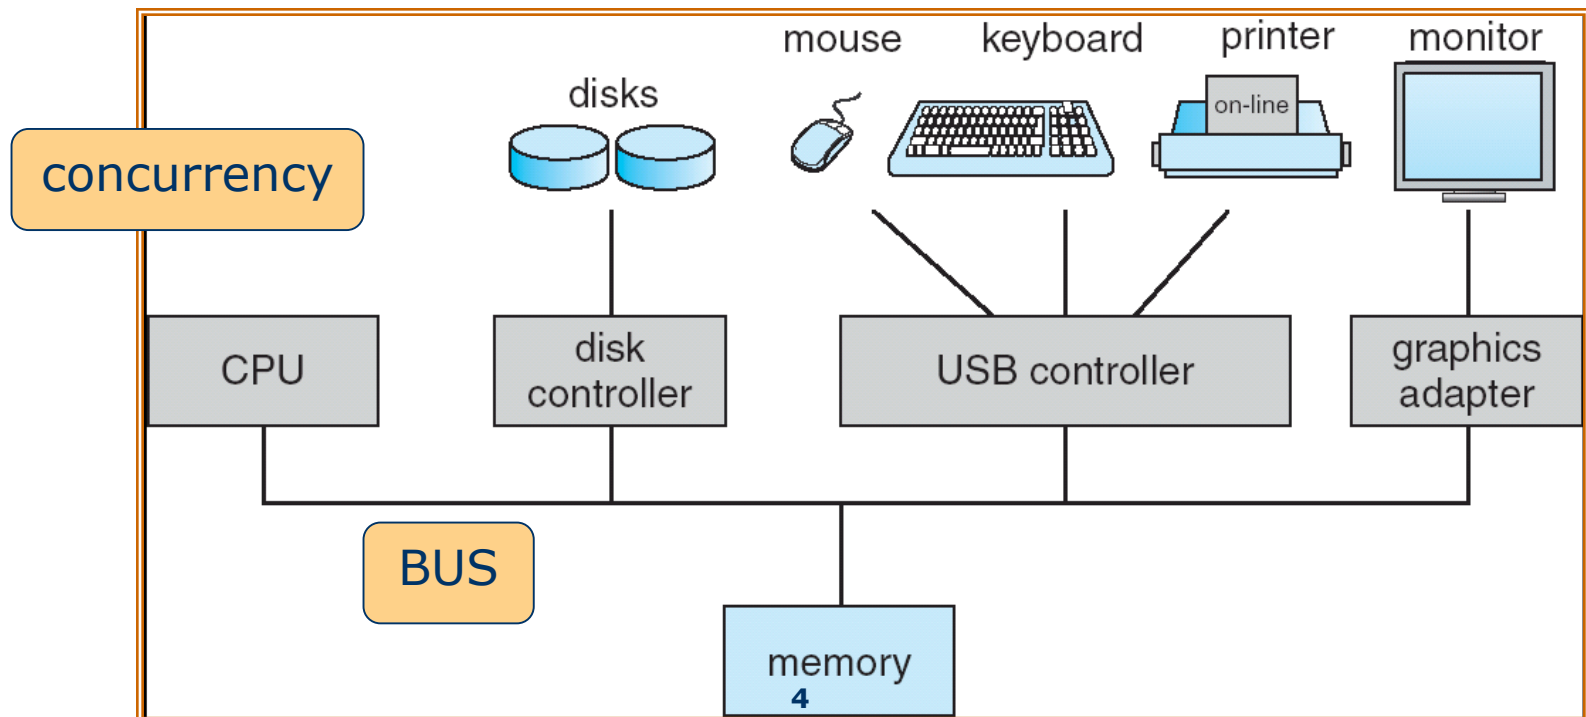 mouse
keyboard
printer
monitor
disks
on-line
concurrency
CPU
disk
controller
USB controller
graphics
adapter
BUS
memory
4